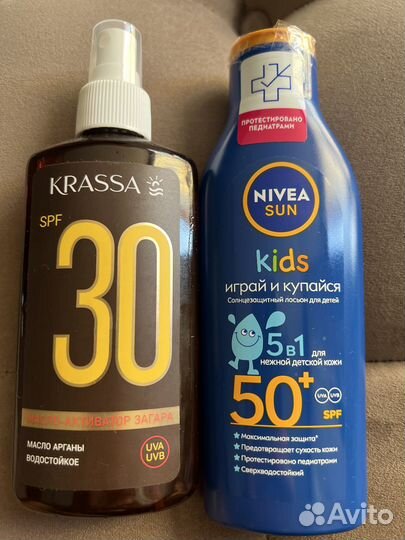 KRASSA
SPF
30
МАСЛО-АКТИВАТОР ЗАГАРА
МАСЛО АРГАНЫ
ВОДОСТОЙКОЕ
UVA
UVB
ПРОТЕСТИРОВАНО
ПЕДИАТРАМИ
NIVEA
SUN
Kids
играй и купайся
Солнцезащитный лосьон для детей
5 в 1 для
нежной детской кожи
50+
UVA UVB
SPF
Максимальная защита*
Предотвращает сухость кожи
Протестировано педиатрами
Сверхводостойкий
Avito